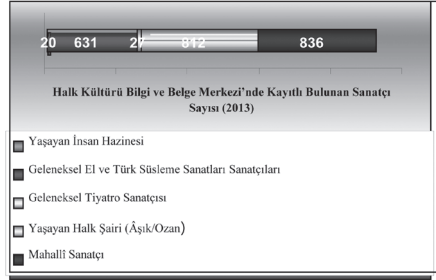 20 631 27 812 836
Halk Kültürü Bilgi ve Belge Merkezi'nde Kayıtlı Bulunan Sanatçı
Sayısı (2013)
Yaşayan İnsan Hazinesi
Geleneksel El ve Türk Süsleme Sanatları Sanatçıları
Geleneksel Tiyatro Sanatçısı
Yaşayan Halk Şairi (Âşık/Ozan)
Mahallî Sanatçı